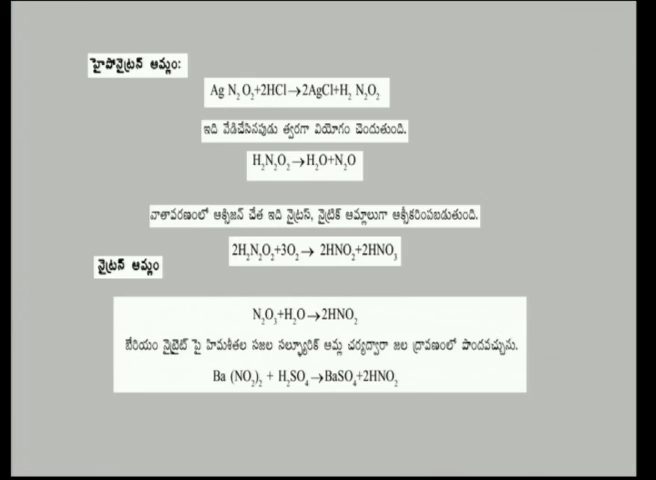 హైపోనైట్రస్ ఆమ్లం:
Ag N₂ O₂+2HCl→2AgCl+H₂ N₂O₂
ఇది వేడిచేసినపుడు త్వరగా వియోగం చెందుతుంది.
H₂N₂O₂→H₂O+N₂O
వాతావరణంలో ఆక్సిజన్ చేత ఇది నైట్రస్, నైట్రిక్ ఆమ్లాలుగా ఆక్సీకరింపబడుతుంది.
2H₂N₂O₂+3O₂→ 2HNO₂+2HNO₃
నైట్రస్ ఆమ్లం
N₂O₃+H₂O→2HNO₂
బేరియం నైట్రైట్ పై హిమశీతల సజల సల్ఫ్యూరిక్ ఆమ్ల చర్యద్వారా జల ద్రావణంలో పొందవచ్చును.
Ba (NO₂)₂ + H₂SO₄→BaSO₄+2HNO₂